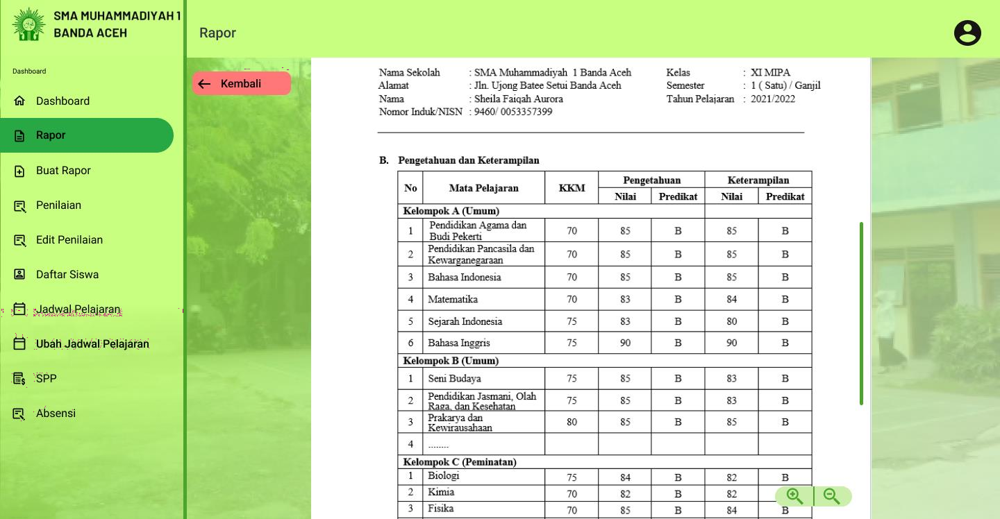 SMA MUHAMMADIYAH 1
BANDA ACEH
Rapor
Dashboard
Dashboard
Rapor
Buat Rapor
Penilaian
Edit Penilaian
Daftar Siswa
Jadwal Pelajaran
Ubah Jadwal Pelajaran
SPP
Absensi
Kembali
Nama Sekolah : SMA Muhammadiyah 1 Banda Aceh Kelas : XI MIPA
Alamat : Jln. Ujong Batee Setui Banda Aceh Semester : 1 ( Satu) / Ganjil
Nama : Sheila Faiqah Aurora Tahun Pelajaran : 2021/2022
Nomor Induk/NISN : 9460/ 0053357399
B. Pengetahuan dan Keterampilan
No Mata Pelajaran KKM Pengetahuan Keterampilan
Nilai Predikat Nilai Predikat
Kelompok A (Umum)
1 Pendidikan Agama dan 70 85 B 85 B
Budi Pekerti
2 Pendidikan Pancasila dan 70 85 B 85 B
Kewarganegaraan
3 Bahasa Indonesia 70 85 B 85 B
4 Matematika 70 83 B 84 B
5 Sejarah Indonesia 75 83 B 80 B
6 Bahasa Inggris 75 90 B 90 B
Kelompok B (Umum)
1 Seni Budaya 75 85 B 83 B
2 Pendidikan Jasmani, Olah 75 85 B 83 B
Raga, dan Kesehatan
3 Prakarya dan 80 85 B 85 B
Kewirausahaan
4 ........
Kelompok C (Peminatan)
1 Biologi 75 84 B 82 B
2 Kimia 70 82 B 82
3 Fisika 70 85 B 84 B